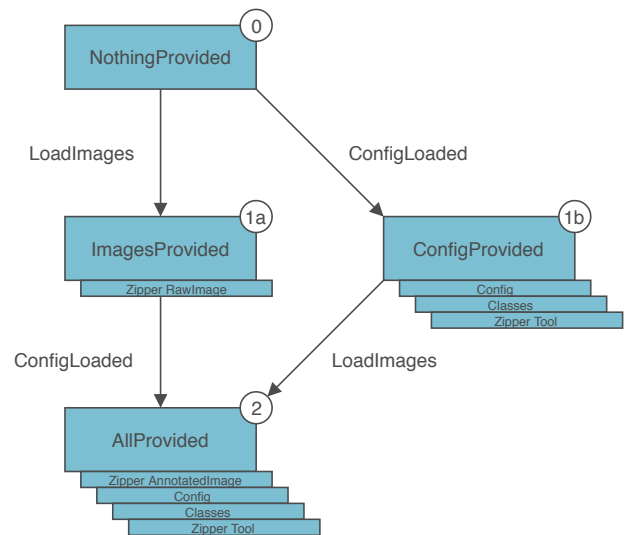 0
NothingProvided
LoadImages
ConfigLoaded
1a
ImagesProvided
Zipper RawImage
1b
ConfigProvided
Config
Classes
Zipper Tool
ConfigLoaded
LoadImages
2
AllProvided
Zipper AnnotatedImage
Config
Classes
Zipper Tool